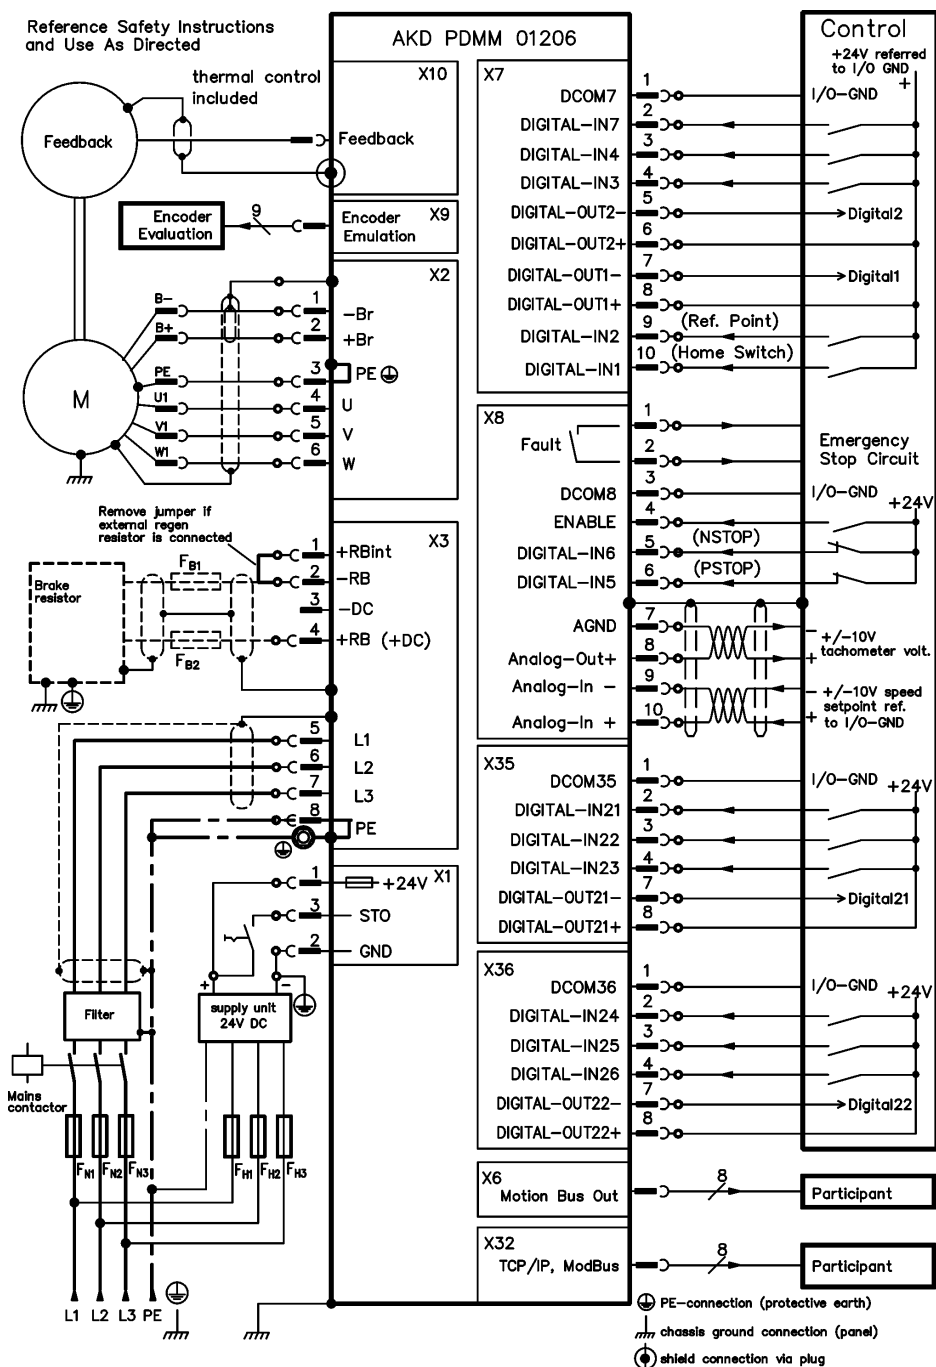 Reference Safety Instructions
and Use As Directed
AKD PDMM 01206
Control
+24V referred
to I/O GND
+
thermal control
included
Feedback
Feedback
X10
Encoder
Evaluation
9
Encoder
Emulation
X9
X2
B- 1 -Br
B+ 2 +Br
PE 3 PE
U1 4 U
V1 5 V
W1 6 W
M
Remove jumper if
external regen
resistor is connected
X3
Brake
resistor
FB1
FB2
1 +RBint
2 -RB
3 -DC
4 +RB (+DC)
5 L1
6 L2
7 L3
8 PE
X1
1 +24V
3 STO
2 GND
+ -
supply unit
24V DC
Filter
Mains
contactor
FN1 FN2 FN3
FH1 FH2 FH3
L1 L2 L3 PE
X7
DCOM7 1 I/O-GND
DIGITAL-IN7 2
DIGITAL-IN4 3
DIGITAL-IN3 4
DIGITAL-OUT2- 5 Digital2
DIGITAL-OUT2+ 6
DIGITAL-OUT1- 7 Digital1
DIGITAL-OUT1+ 8
DIGITAL-IN2 9 (Ref. Point)
DIGITAL-IN1 10 (Home Switch)
X8
Fault 1
2
Emergency
Stop Circuit
DCOM8 3 I/O-GND
+24V
ENABLE 4
DIGITAL-IN6 5 (NSTOP)
DIGITAL-IN5 6 (PSTOP)
AGND 7 -
Analog-Out+ 8 +
+/-10V
tachometer volt.
Analog-In - 9 -
Analog-In + 10 +
+/-10V speed
setpoint ref.
to I/O-GND
X35
DCOM35 1 I/O-GND
+24V
DIGITAL-IN21 2
DIGITAL-IN22 3
DIGITAL-IN23 4
DIGITAL-OUT21- 7 Digital21
DIGITAL-OUT21+ 8
X36
DCOM36 1 I/O-GND
+24V
DIGITAL-IN24 2
DIGITAL-IN25 3
DIGITAL-IN26 4
DIGITAL-OUT22- 7 Digital22
DIGITAL-OUT22+ 8
X6
Motion Bus Out 8 Participant
X32
TCP/IP, ModBus 8 Participant
PE-connection (protective earth)
chassis ground connection (panel)
shield connection via plug